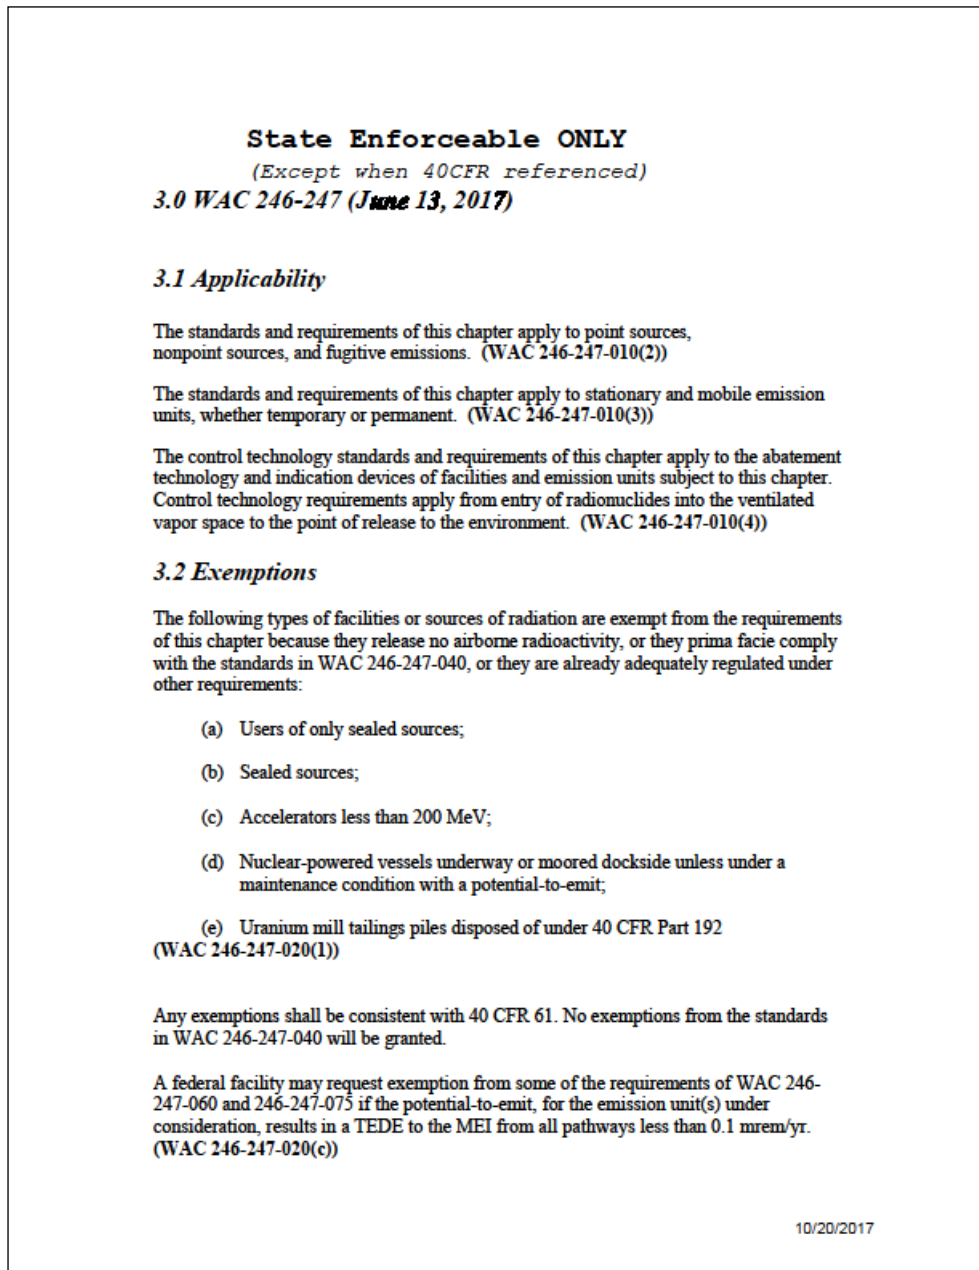 State Enforceable ONLY
(Except when 40CFR referenced)
3.0 WAC 246-247 (June 13, 2017)
3.1 Applicability
The standards and requirements of this chapter apply to point sources,
nonpoint sources, and fugitive emissions. (WAC 246-247-010(2))
The standards and requirements of this chapter apply to stationary and mobile emission
units, whether temporary or permanent. (WAC 246-247-010(3))
The control technology standards and requirements of this chapter apply to the abatement
technology and indication devices of facilities and emission units subject to this chapter.
Control technology requirements apply from entry of radionuclides into the ventilated
vapor space to the point of release to the environment. (WAC 246-247-010(4))
3.2 Exemptions
The following types of facilities or sources of radiation are exempt from the requirements
of this chapter because they release no airborne radioactivity, or they prima facie comply
with the standards in WAC 246-247-040, or they are already adequately regulated under
other requirements:
(a) Users of only sealed sources;
(b) Sealed sources;
(c) Accelerators less than 200 MeV;
(d) Nuclear-powered vessels underway or moored dockside unless under a
maintenance condition with a potential-to-emit;
(e) Uranium mill tailings piles disposed of under 40 CFR Part 192
(WAC 246-247-020(1))
Any exemptions shall be consistent with 40 CFR 61. No exemptions from the standards
in WAC 246-247-040 will be granted.
A federal facility may request exemption from some of the requirements of WAC 246-
247-060 and 246-247-075 if the potential-to-emit, for the emission unit(s) under
consideration, results in a TEDE to the MEI from all pathways less than 0.1 mrem/yr.
(WAC 246-247-020(c))
10/20/2017